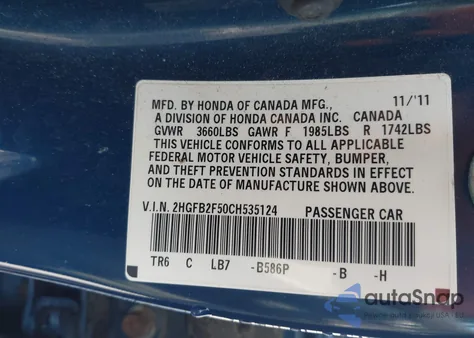 MFD. BY HONDA OF CANADA MFG., 11/'11
A DIVISION OF HONDA CANADA INC. CANADA
GVWR 3660LBS GAWR F 1985LBS R 1742LBS
THIS VEHICLE CONFORMS TO ALL APPLICABLE
FEDERAL MOTOR VEHICLE SAFETY, BUMPER,
AND THEFT PREVENTION STANDARDS IN EFFECT
ON THE DATE OF MANUFACTURE SHOWN ABOVE.
V.I.N. 2HGFB2F50CH535124 PASSENGER CAR
TR6 C LB7 -B586P -B -H
autoSnap